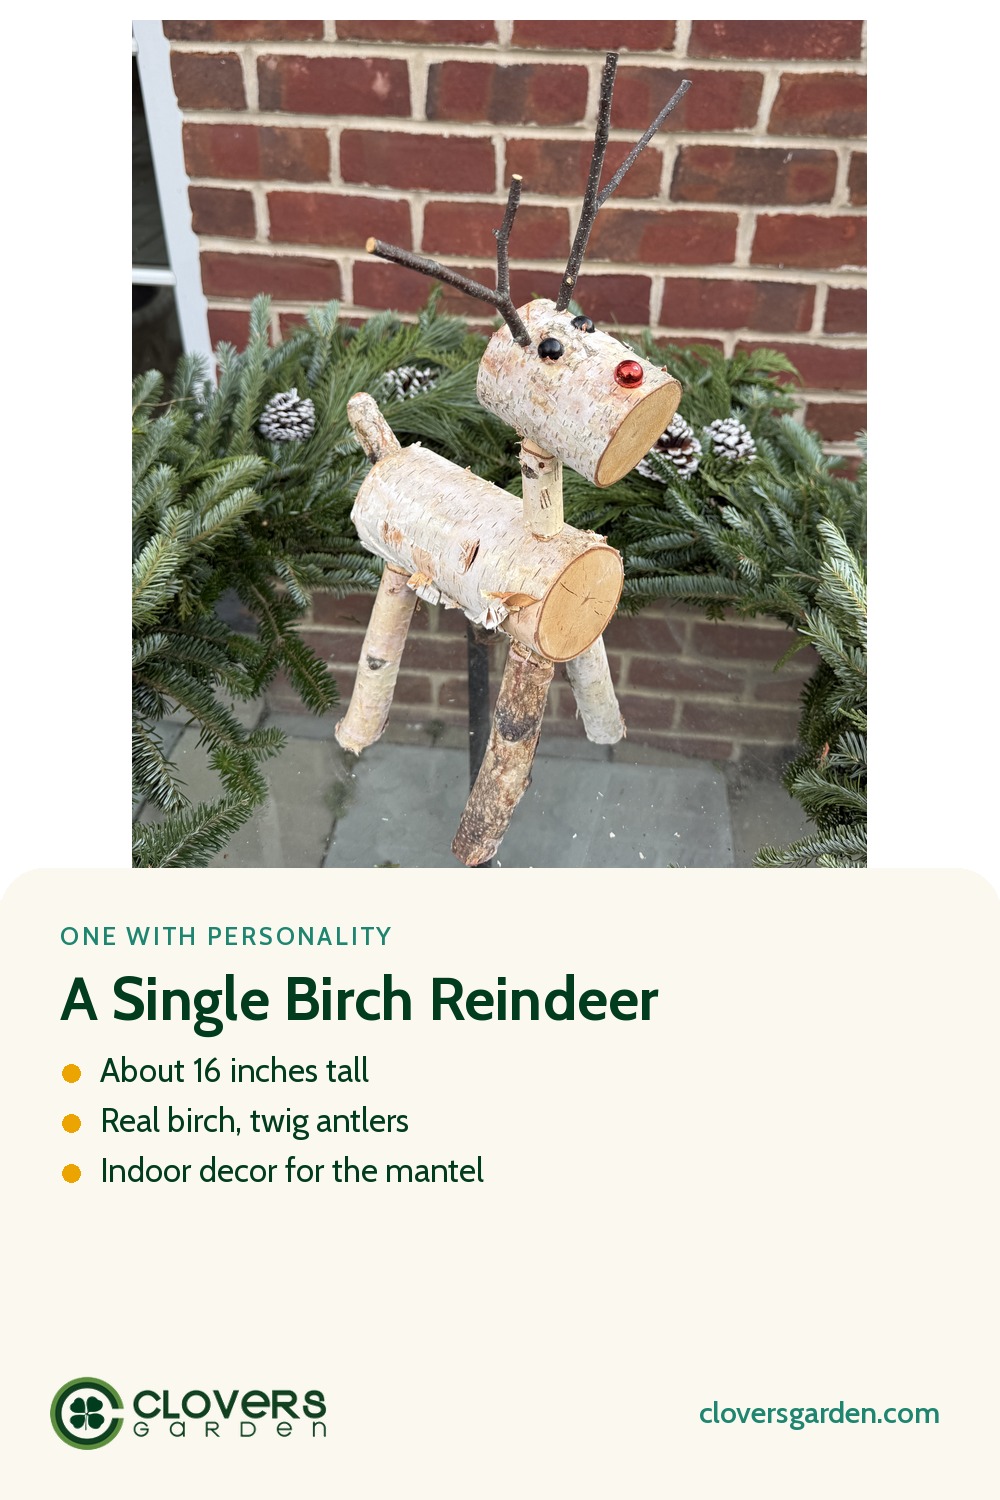 ONE WITH PERSONALITY
A Single Birch Reindeer
About 16 inches tall
Real birch, twig antlers
Indoor decor for the mantel
CLOVERS
GARDEN
cloversgarden.com